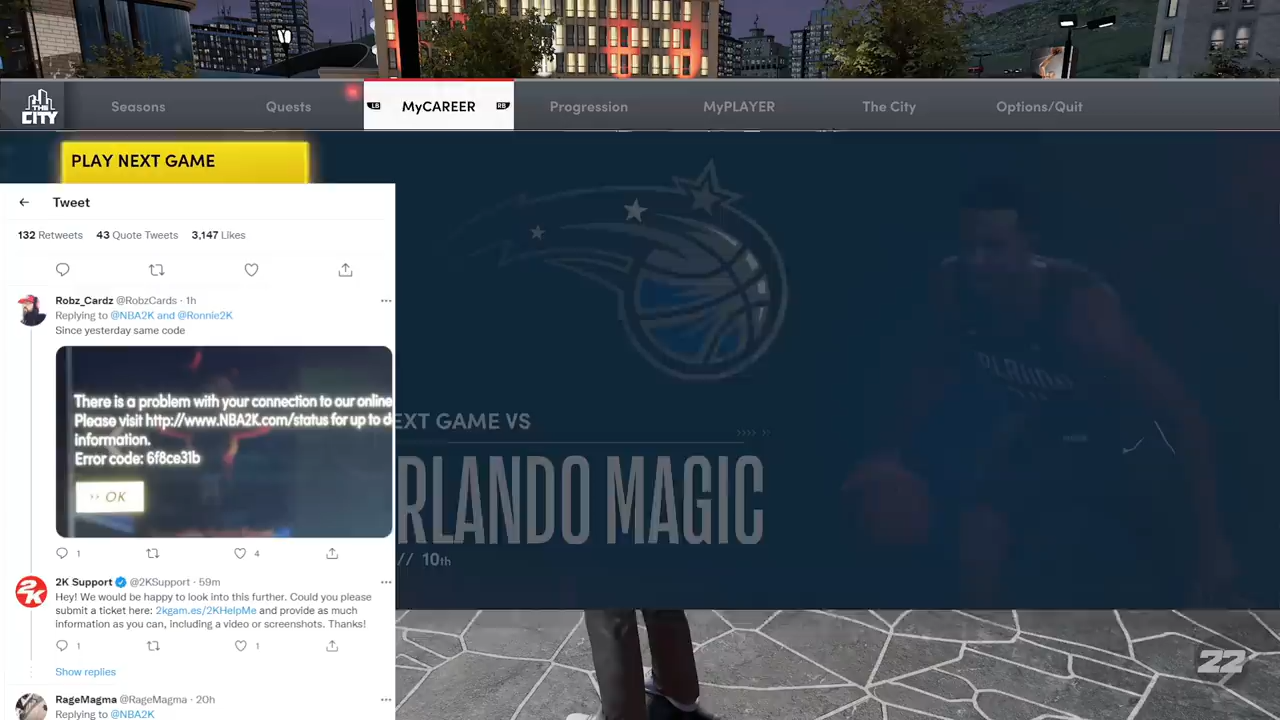 THE
CITY
Seasons
Quests
LB
MyCAREER
RB
Progression
MyPLAYER
The City
Options/Quit
PLAY NEXT GAME
Tweet
132 Retweets 43 Quote Tweets 3,147 Likes
Robz_Cardz @RobzCards · 1h
Replying to @NBA2K and @Ronnie2K
Since yesterday same code
There is a problem with your connection to our online
Please visit http://www.NBA2K.com/status for up to d
information.
Error code: 6f8ce31b
>> OK
1
4
2K Support @2KSupport · 59m
Hey! We would be happy to look into this further. Could you please
submit a ticket here: 2kgam.es/2KHelpMe and provide as much
information as you can, including a video or screenshots. Thanks!
1
1
Show replies
RageMagma @RageMagma · 20h
Replying to @NBA2K
EXT GAME VS
RLANDO MAGIC
// 10th
22